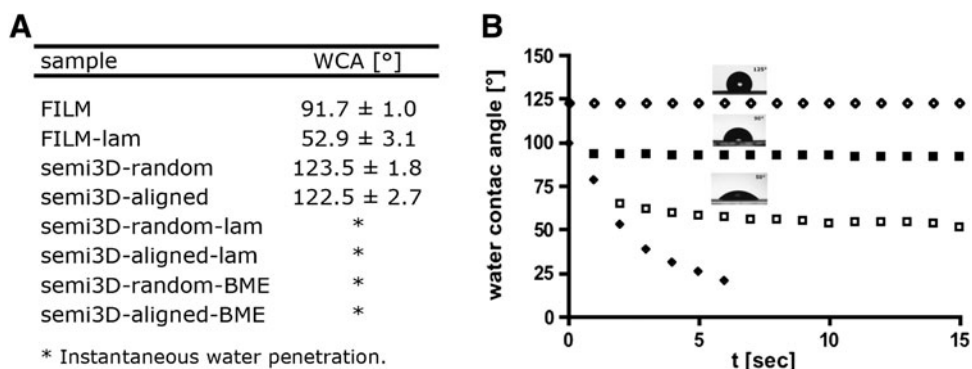 A
sample WCA [°]
FILM 91.7 ± 1.0
FILM-lam 52.9 ± 3.1
semi3D-random 123.5 ± 1.8
semi3D-aligned 122.5 ± 2.7
semi3D-random-lam *
semi3D-aligned-lam *
semi3D-random-BME *
semi3D-aligned-BME *
* Instantaneous water penetration.
B
water contac angle [°]
150
125
100
75
50
25
0
0 5 10 15
t [sec]
90°